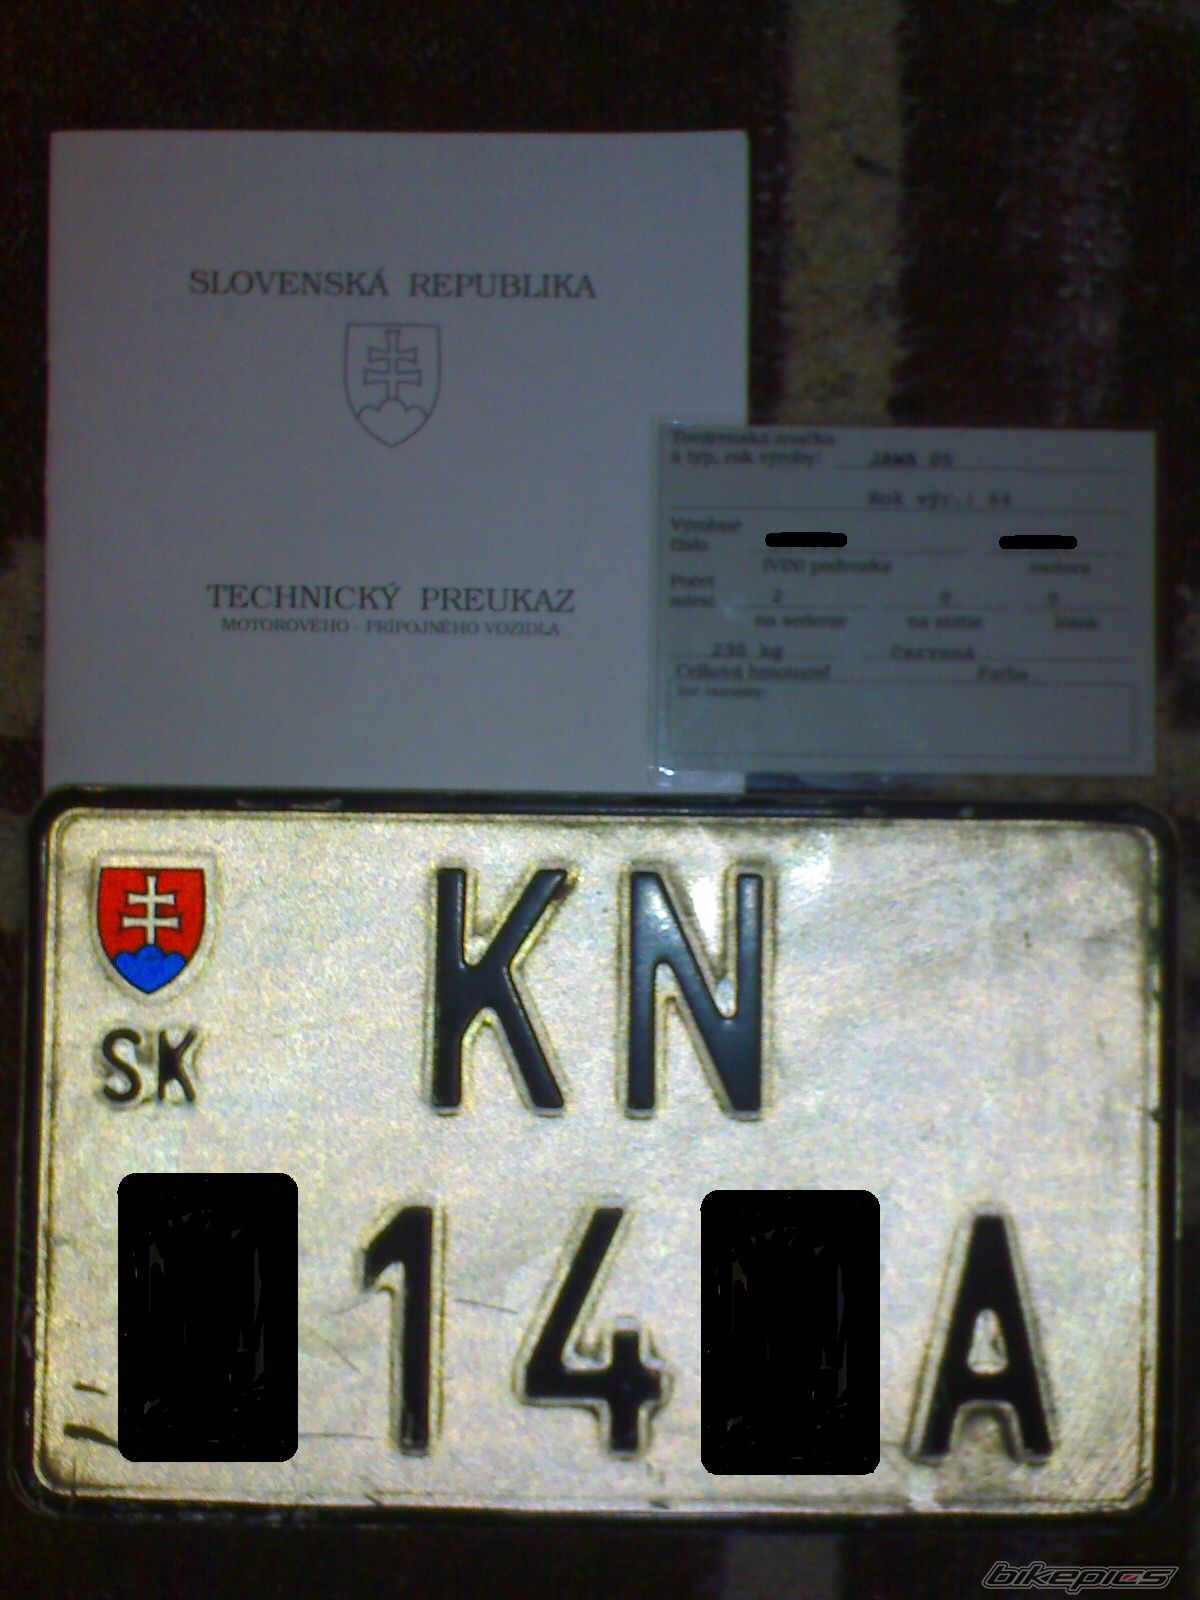 SLOVENSKÁ REPUBLIKA
TECHNICKÝ PREUKAZ
MOTOROVÉHO - PRÍPOJNÉHO VOZIDLA
Továrenská značka
a typ, rok výroby: JAWA 05
Rok výr.: 64
Výrobné
číslo
(VIN) podvozka motora
Počet
miest 2 0 0
na sedenie na státie lôžok
230 kg Červená
Celková hmotnosť Farba
Iné záznamy:
KN
SK
14 A
bikepics